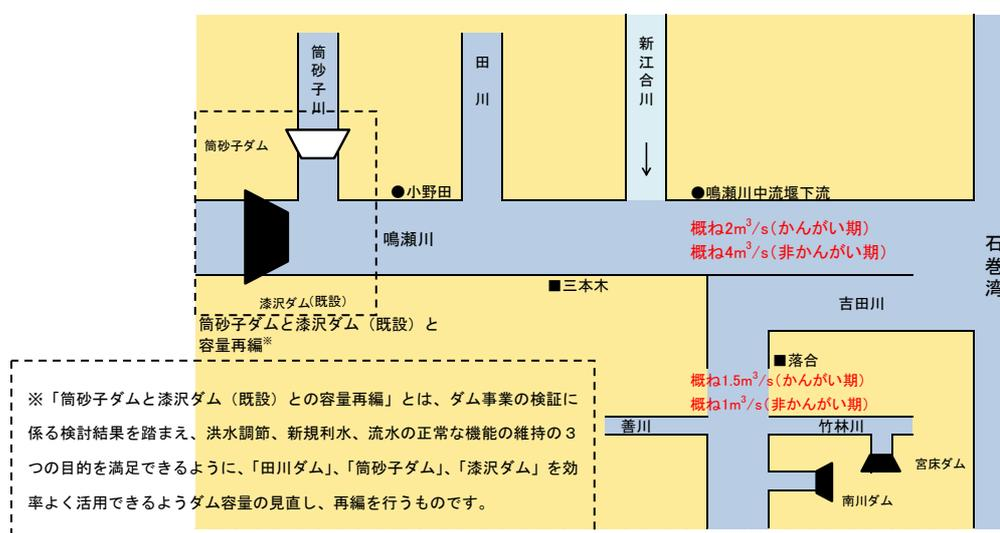 筒砂子川
田川
新江合川
筒砂子ダム
●小野田
●鳴瀬川中流堰下流
概ね2m³/s(かんがい期)
概ね4m³/s(非かんがい期)
鳴瀬川
石巻湾
■三本木
漆沢ダム(既設)
吉田川
筒砂子ダムと漆沢ダム（既設）と
容量再編※
■落合
概ね1.5m³/s(かんがい期)
概ね1m³/s(非かんがい期)
善川
竹林川
宮床ダム
南川ダム
※「筒砂子ダムと漆沢ダム（既設）との容量再編」とは、ダム事業の検証に
係る検討結果を踏まえ、洪水調節、新規利水、流水の正常な機能の維持の３
つの目的を満足できるように、「田川ダム」、「筒砂子ダム」、「漆沢ダム」を効
率よく活用できるようダム容量の見直し、再編を行うものです。